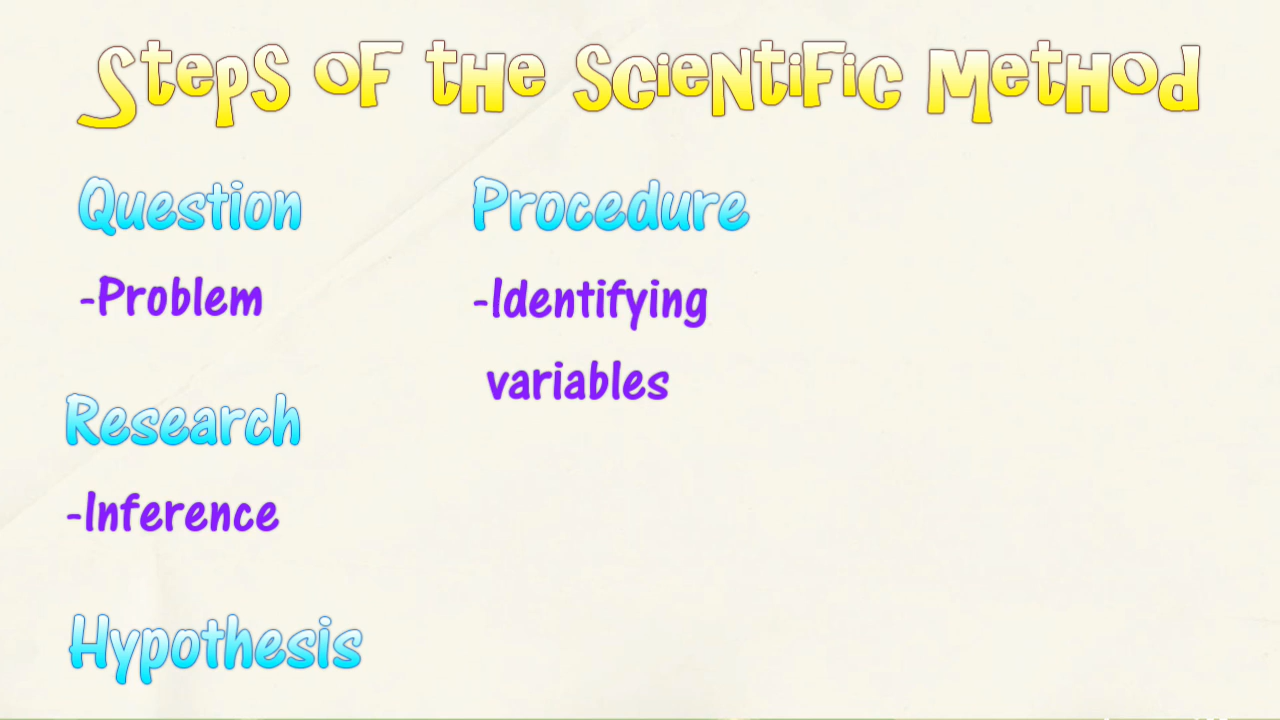 Steps of the Scientific Method
Question
-Problem
Research
-Inference
Hypothesis
Procedure
-Identifying
variables